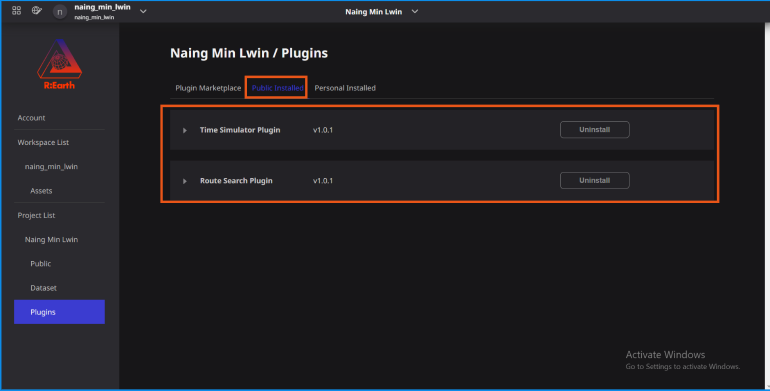 n
naing_min_lwin
naing_min_lwin
Naing Min Lwin
R:Earth
Naing Min Lwin / Plugins
Plugin Marketplace
Public Installed
Personal Installed
Time Simulator Plugin
v1.0.1
Uninstall
Route Search Plugin
v1.0.1
Uninstall
Account
Workspace List
naing_min_lwin
Assets
Project List
Naing Min Lwin
Public
Dataset
Plugins
Activate Windows
Go to Settings to activate Windows.